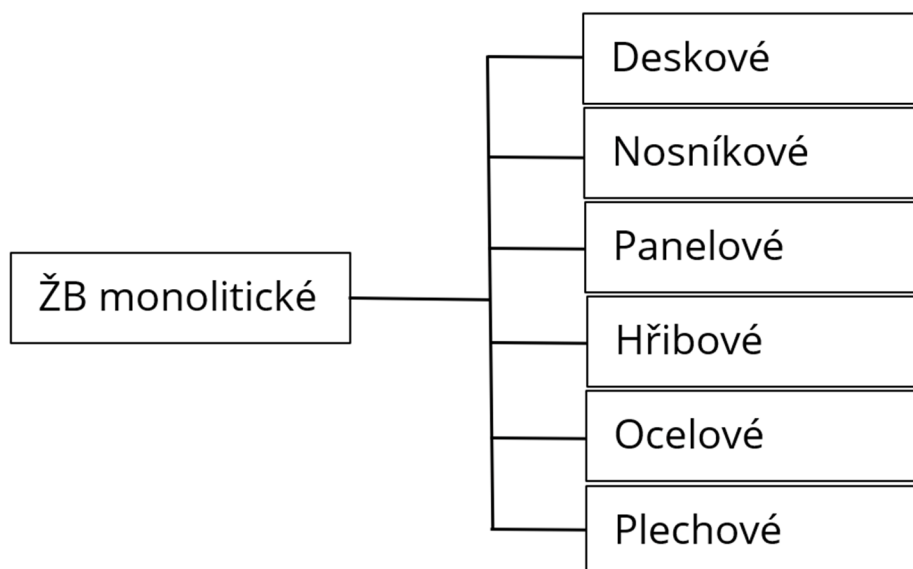 Deskové
Nosníkové
Panelové
ŽB monolitické
Hřibové
Ocelové
Plechové